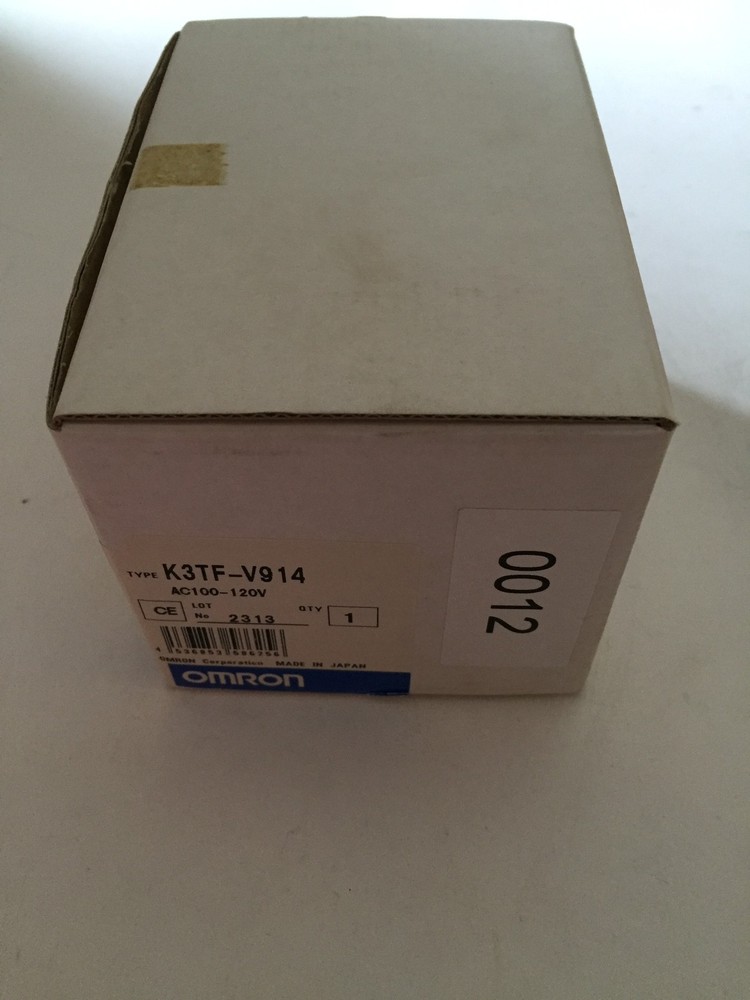 TYPE K3TF-V914
AC100-120V
CE LOT No 2313 QTY 1
OMRON Corporation MADE IN JAPAN
OMRON
0012